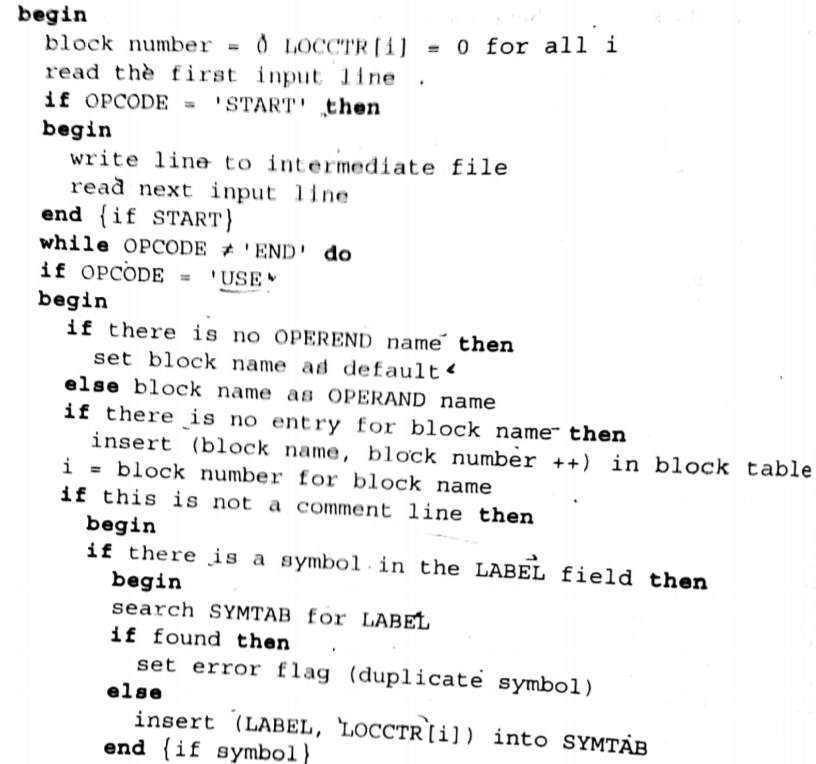 begin
block number = 0 LOCCTR[i] = 0 for all i
read the first input line .
if OPCODE = 'START' then
begin
write line to intermediate file
read next input line
end {if START}
while OPCODE ≠ 'END' do
if OPCODE = 'USE'
begin
if there is no OPEREND name then
set block name as default
else block name as OPERAND name
if there is no entry for block name then
insert (block name, block number ++) in block table
i = block number for block name
if this is not a comment line then
begin
if there is a symbol in the LABEL field then
begin
search SYMTAB for LABEL
if found then
set error flag (duplicate symbol)
else
insert (LABEL, LOCCTR[i]) into SYMTAB
end {if symbol}